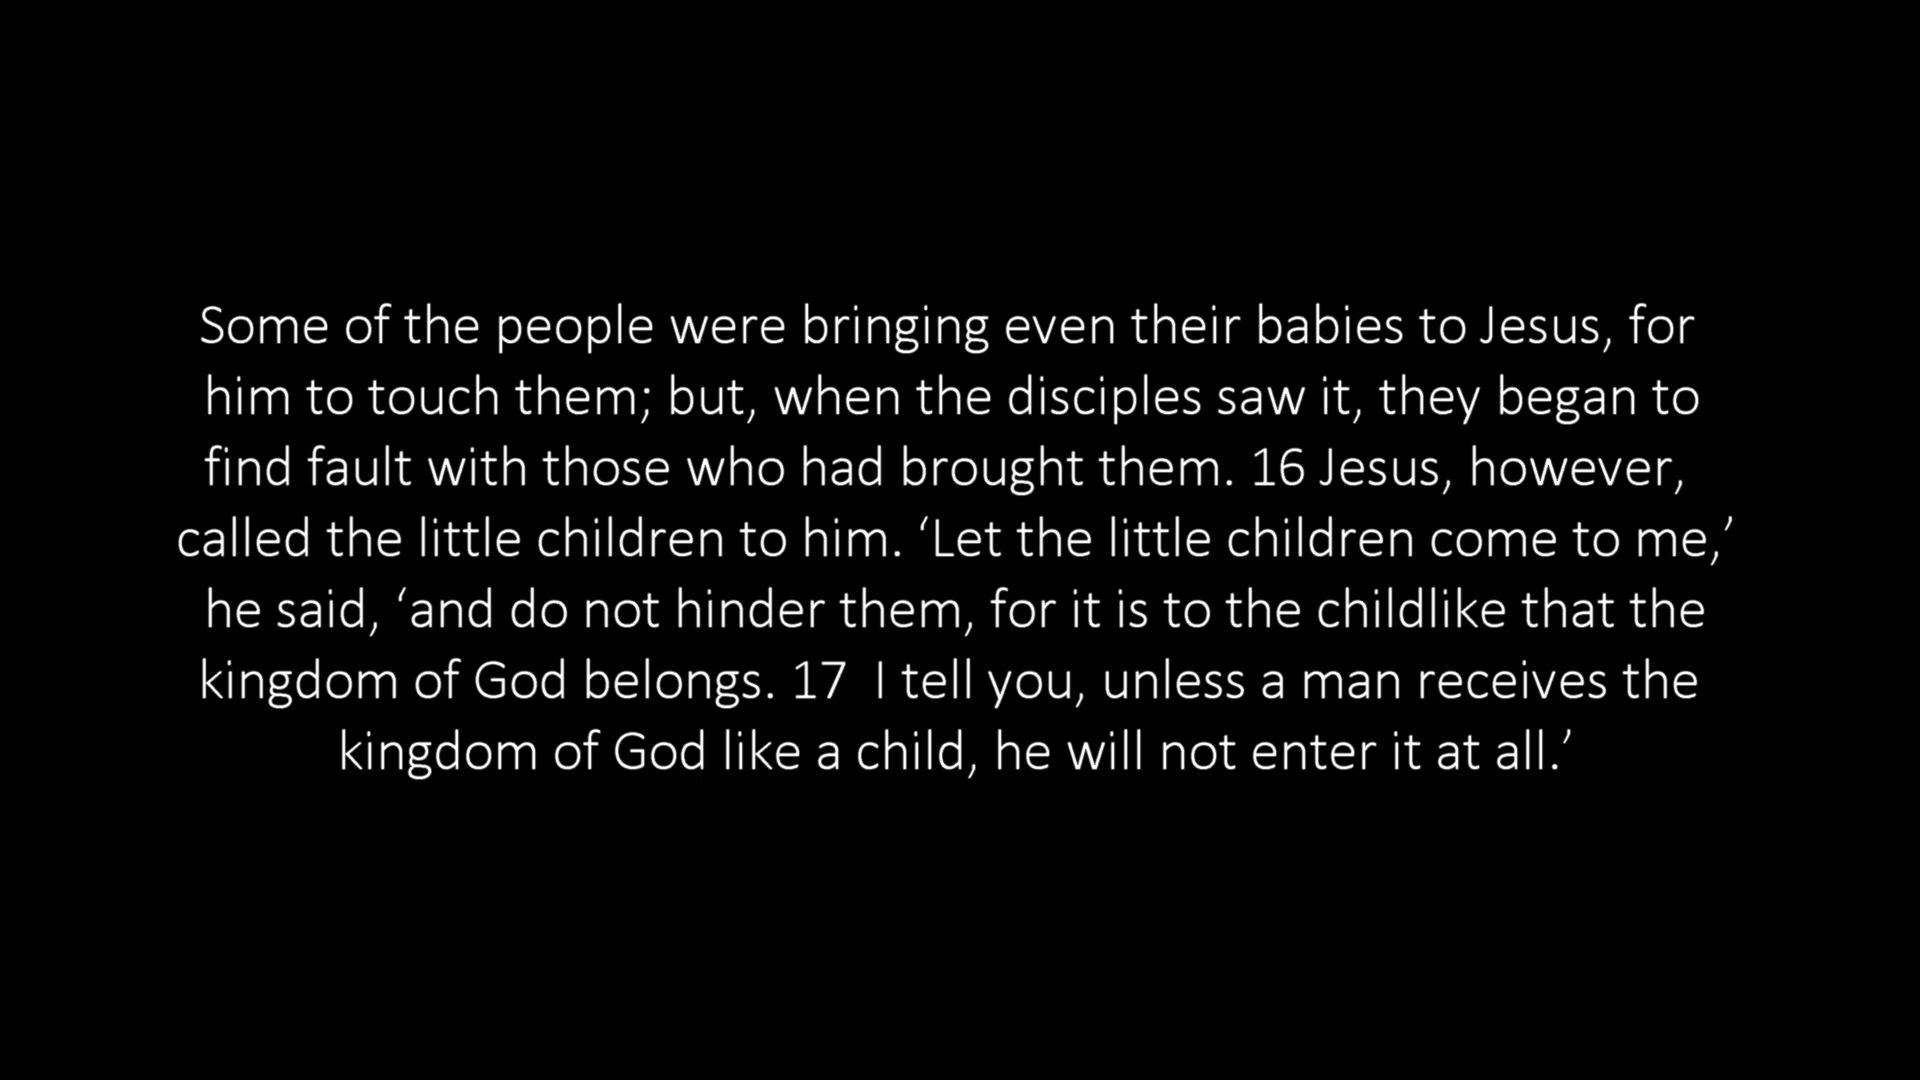 Some of the people were bringing even their babies to Jesus, for
him to touch them; but, when the disciples saw it, they began to
find fault with those who had brought them. 16 Jesus, however,
called the little children to him. ‘Let the little children come to me,’
he said, ‘and do not hinder them, for it is to the childlike that the
kingdom of God belongs. 17  I tell you, unless a man receives the
kingdom of God like a child, he will not enter it at all.’